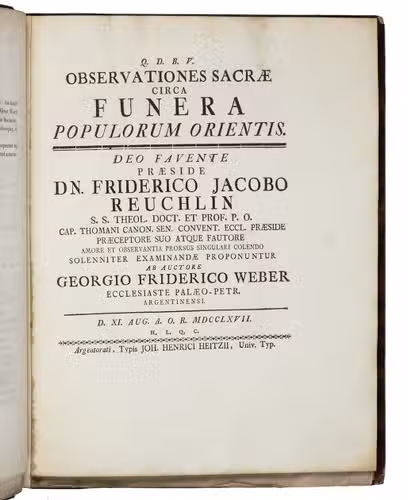 Q. D. B. V.
OBSERVATIONES SACRÆ
CIRCA
FUNERA
POPULORUM ORIENTIS.
DEO FAVENTE
PRÆSIDE
DN. FRIDERICO JACOBO
REUCHLIN
S. S. THEOL. DOCT. ET PROF. P. O.
CAP. THOMANI CANON. SEN. CONVENT. ECCL. PRÆSIDE
PRÆCEPTORE SUO ATQUE FAUTORE
AMORE ET OBSERVANTIA PRORSUS SINGULARI COLENDO
SOLENNITER EXAMINANDÆ PROPONUNTUR
AB AUCTORE
GEORGIO FRIDERICO WEBER
ECCLESIASTE PALÆO-PETR.
ARGENTINENSI.
D. XI. AUG. A. O. R. MDCCLXVII.
H. L. Q. C.
Argentorati, Typis JOH. HENRICI HEITZII, Univ. Typ.